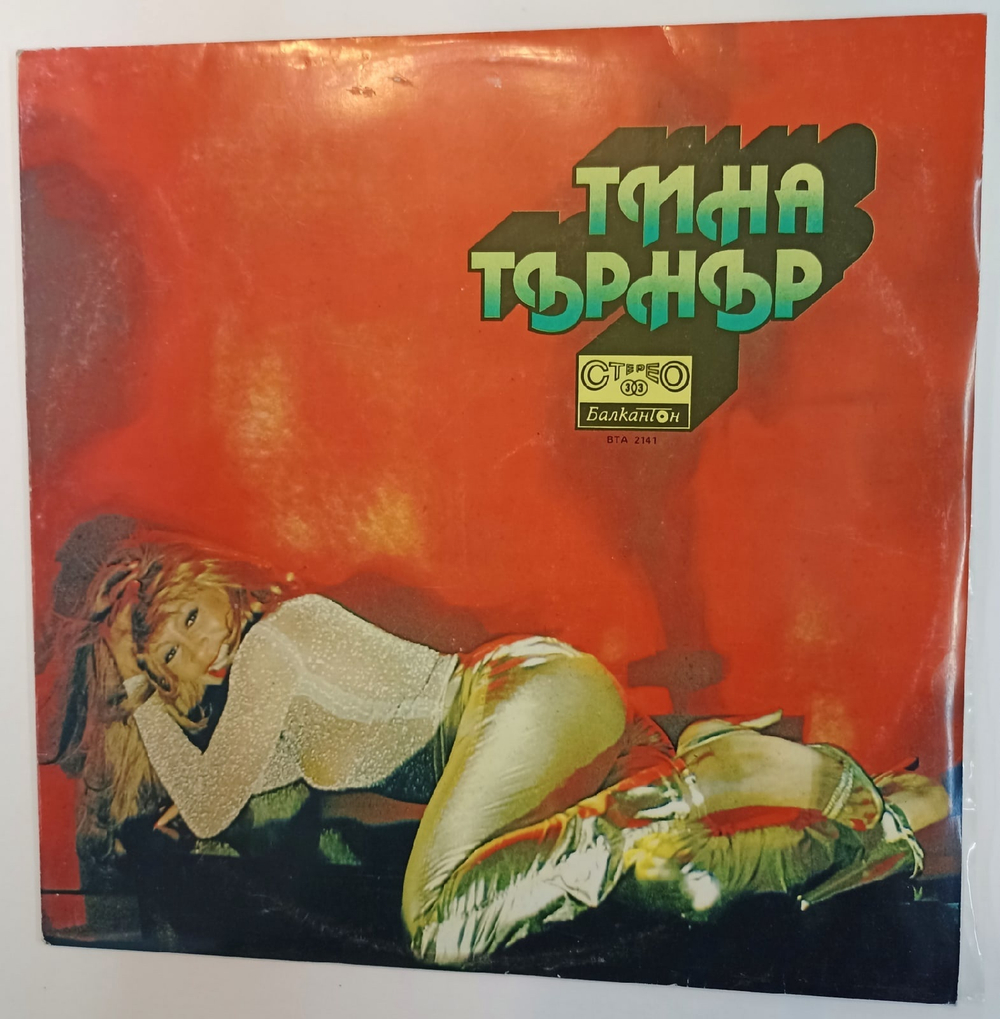 ТИНА
ТЪРНЪР
СТЕРЕО
33
Балкантон
ВТА 2141